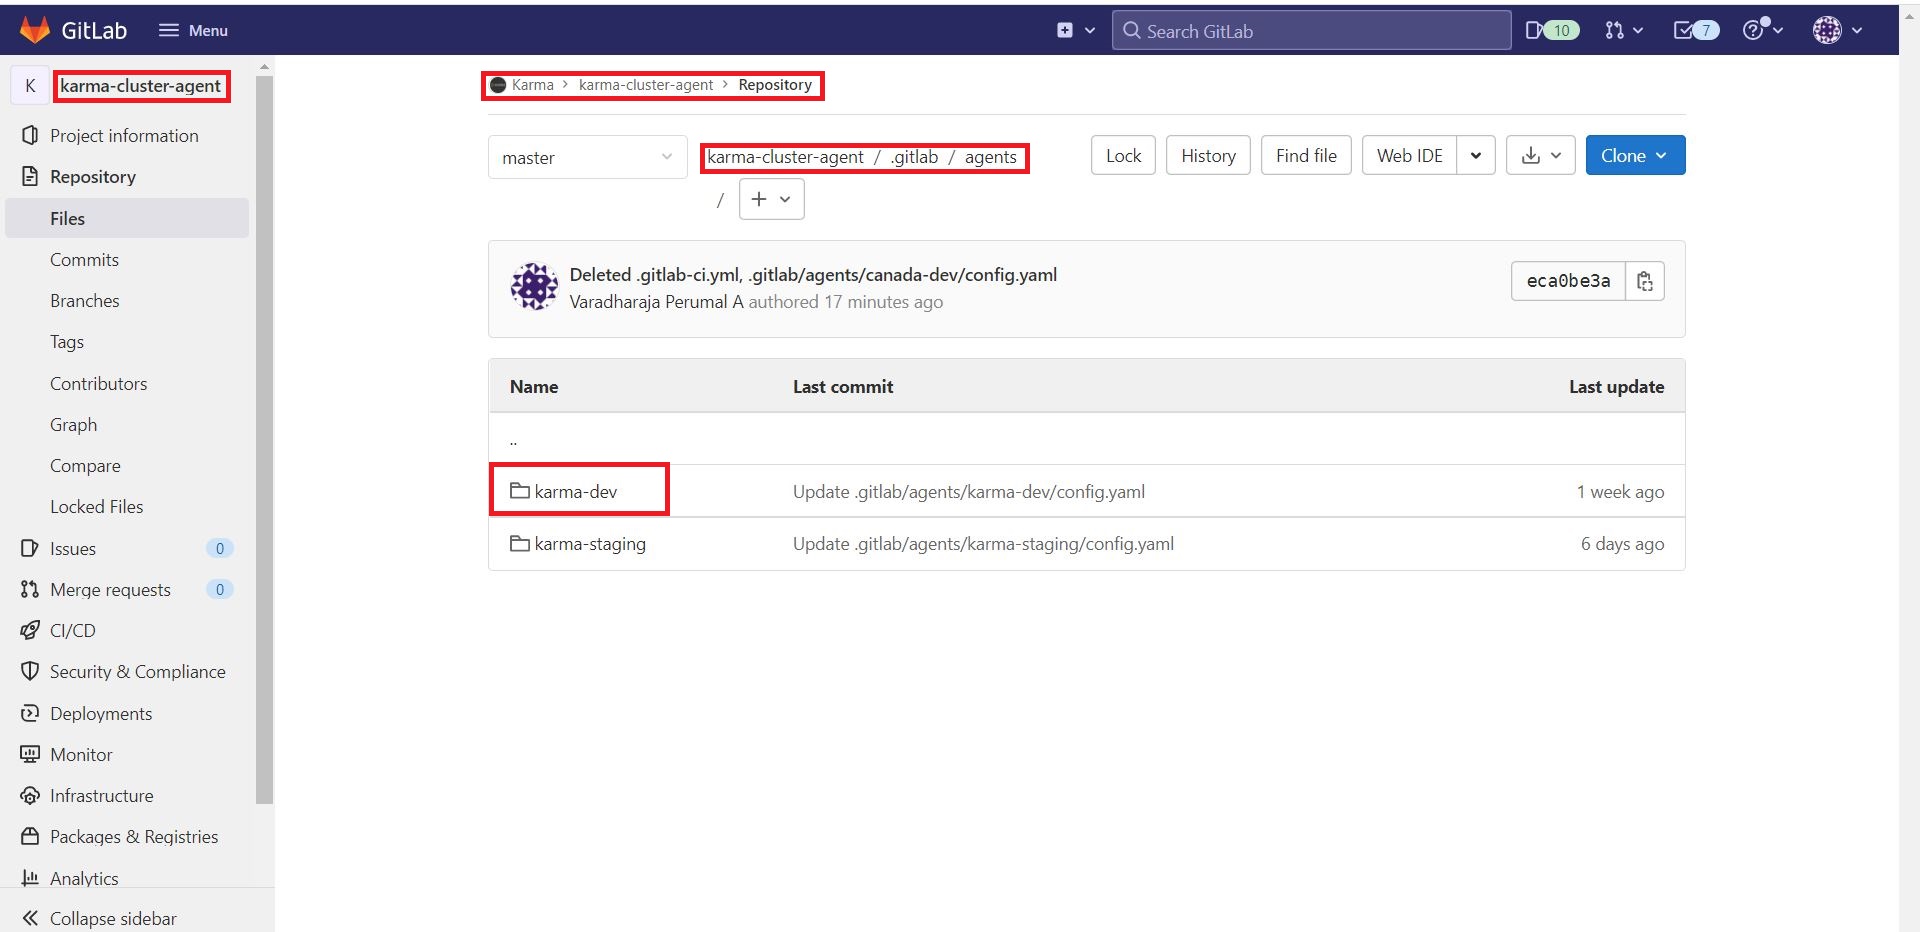 GitLab Menu Search GitLab 10 7
K karma-cluster-agent
Project information
Repository
Files
Commits
Branches
Tags
Contributors
Graph
Compare
Locked Files
Issues 0
Merge requests 0
CI/CD
Security & Compliance
Deployments
Monitor
Infrastructure
Packages & Registries
Analytics
Collapse sidebar
Karma > karma-cluster-agent > Repository
master karma-cluster-agent / .gitlab / agents Lock History Find file Web IDE Clone
/ +
Deleted .gitlab-ci.yml, .gitlab/agents/canada-dev/config.yaml
Varadharaja Perumal A authored 17 minutes ago
eca0be3a
Name Last commit Last update
..
karma-dev Update .gitlab/agents/karma-dev/config.yaml 1 week ago
karma-staging Update .gitlab/agents/karma-staging/config.yaml 6 days ago